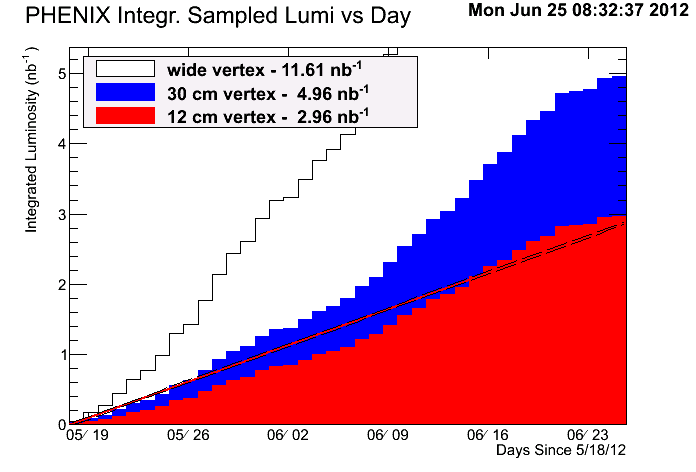 PHENIX Integr. Sampled Lumi vs Day
Mon Jun 25 08:32:37 2012
Integrated Luminosity (nb⁻¹)
wide vertex - 11.61 nb⁻¹
30 cm vertex - 4.96 nb⁻¹
12 cm vertex - 2.96 nb⁻¹
5
4
3
2
1
0
05/ 19 05/ 26 06/ 02 06/ 09 06/ 16 06/ 23
Days Since 5/18/12